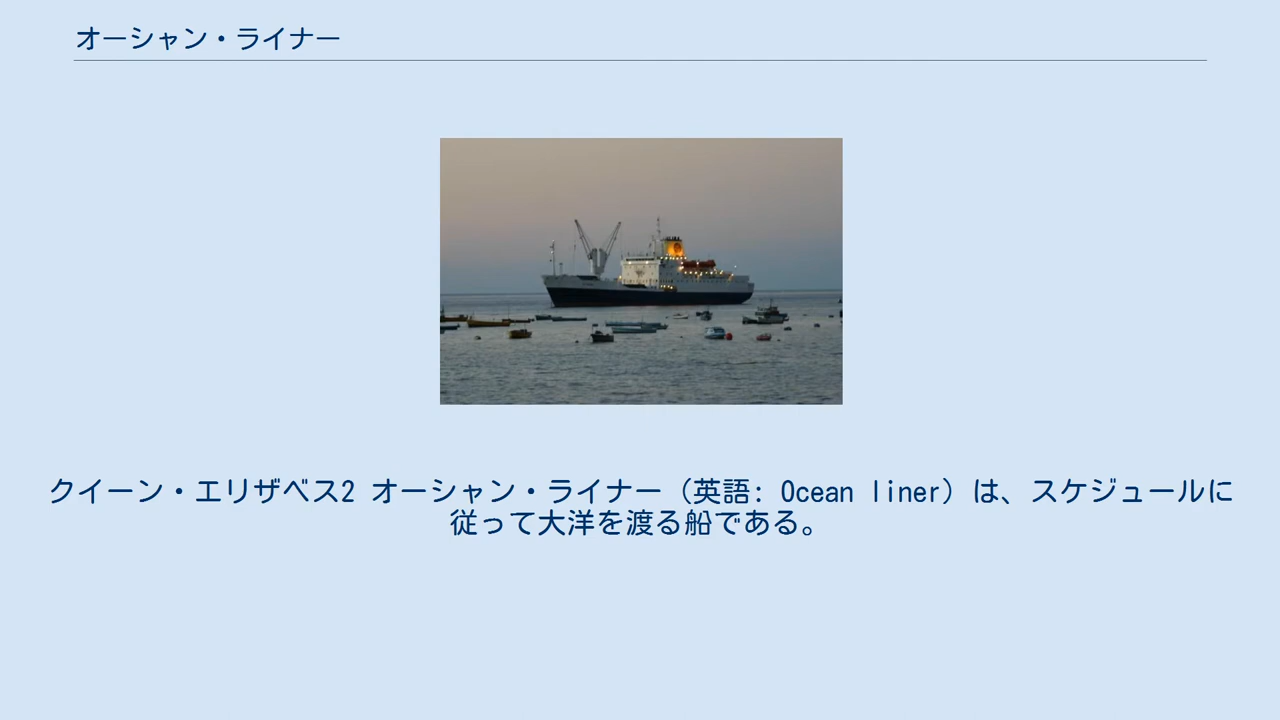 オーシャン・ライナー
クイーン・エリザベス2 オーシャン・ライナー（英語: Ocean liner）は、スケジュールに
従って大洋を渡る船である。